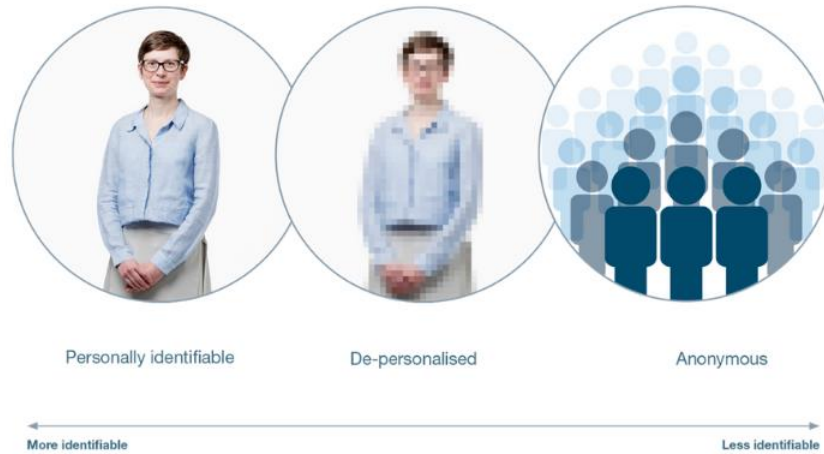 Personally identifiable
De-personalised
Anonymous
More identifiable
Less identifiable